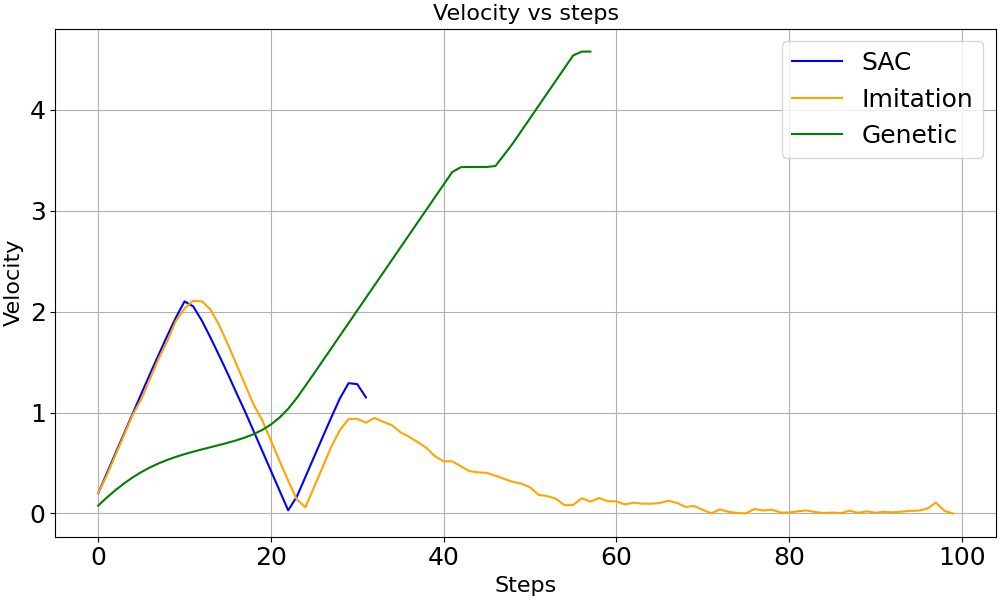 Velocity vs steps
SAC
Imitation
Genetic
Velocity
4
3
2
1
0
0 20 40 60 80 100
Steps